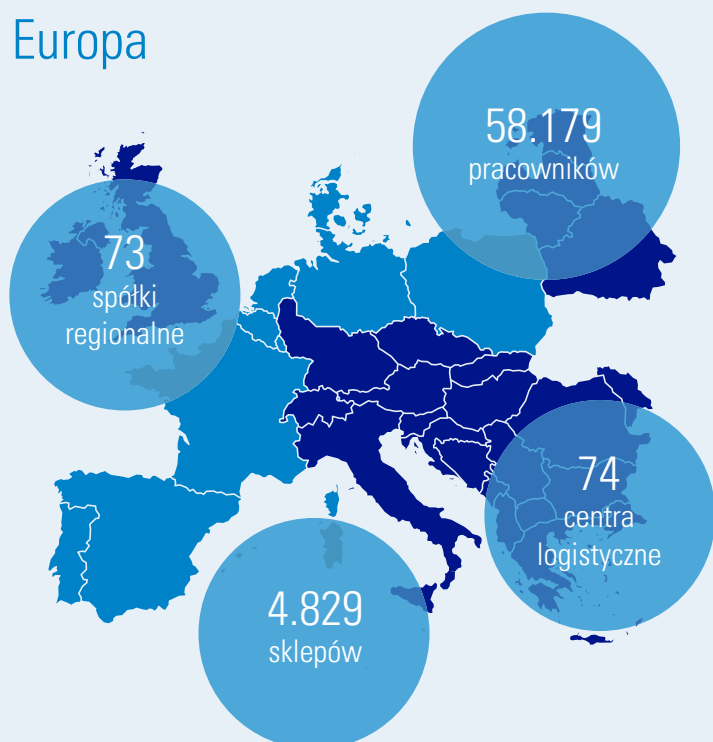 Europa
58.179
pracowników
73
spółki
regionalne
74
centra
logistyczne
4.829
sklepów